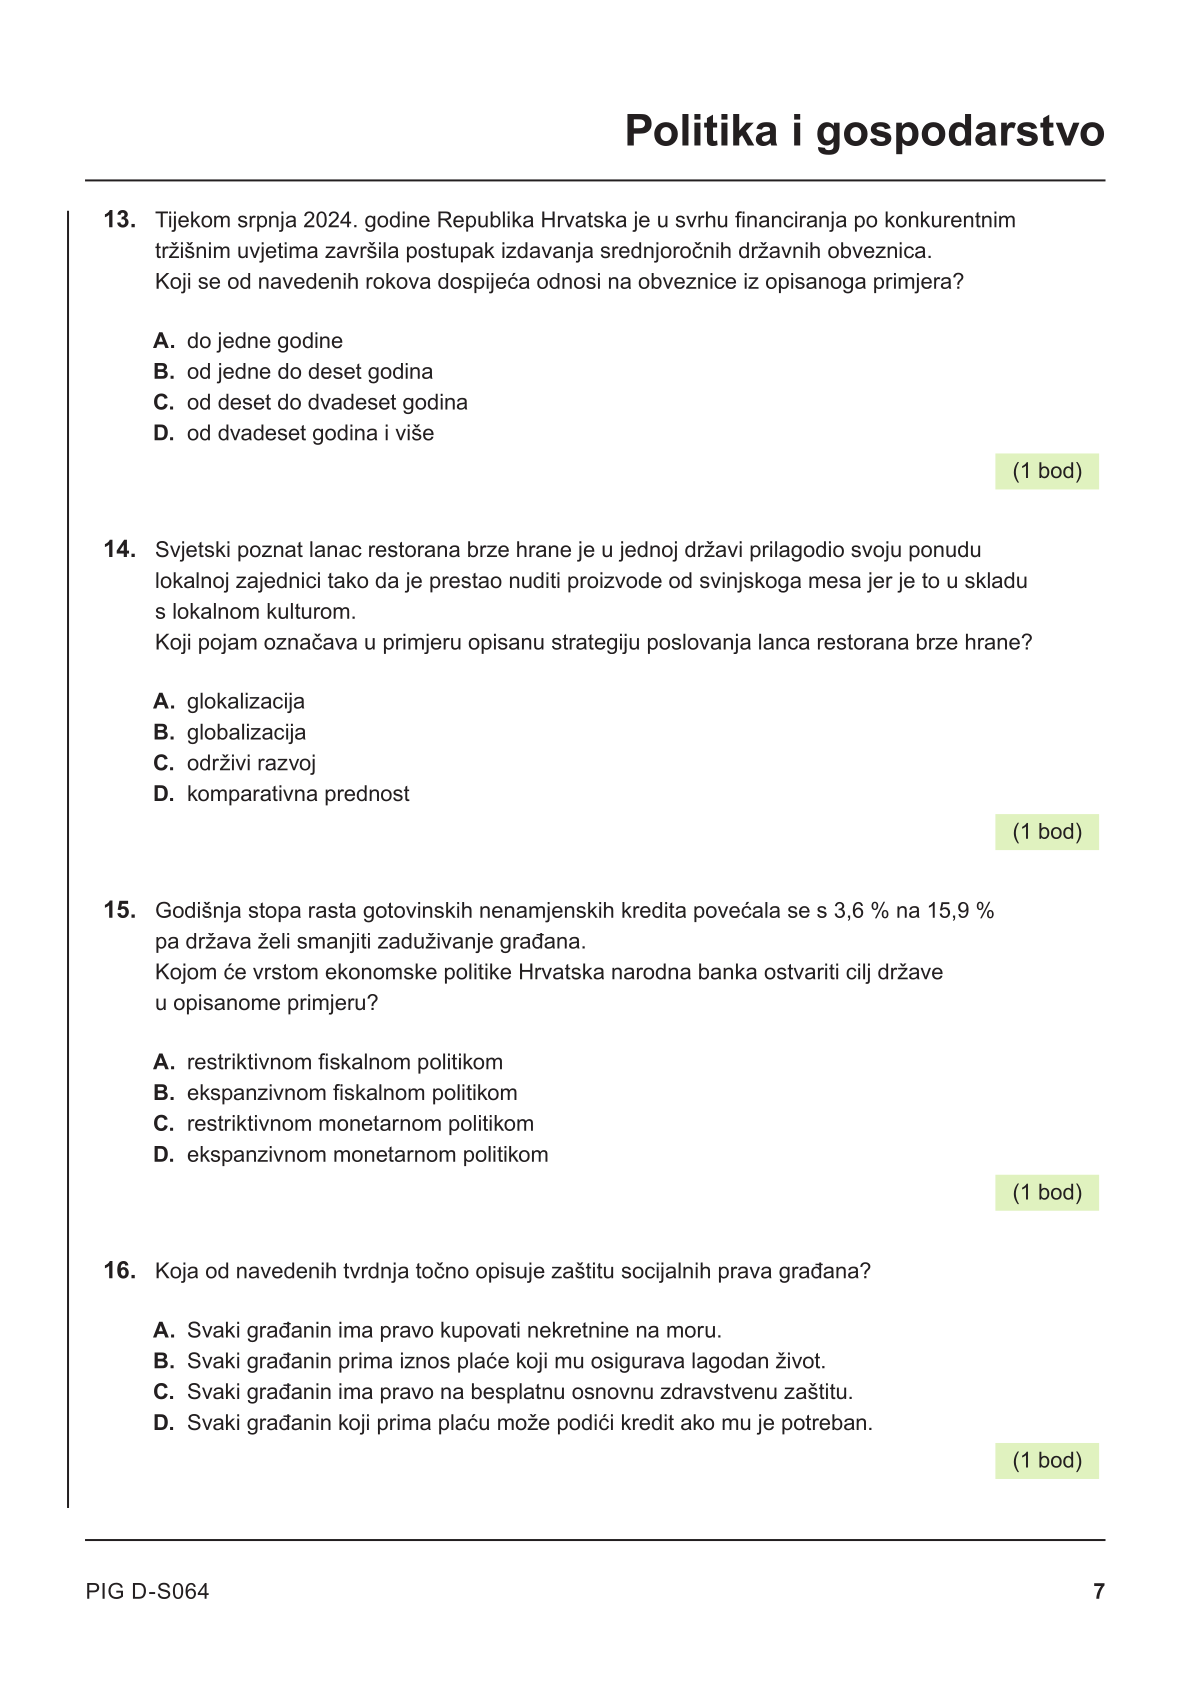 Politika i gospodarstvo
13. Tijekom srpnja 2024. godine Republika Hrvatska je u svrhu financiranja po konkurentnim
tržišnim uvjetima završila postupak izdavanja srednjoročnih državnih obveznica.
Koji se od navedenih rokova dospijeća odnosi na obveznice iz opisanoga primjera?
A. do jedne godine
B. od jedne do deset godina
C. od deset do dvadeset godina
D. od dvadeset godina i više
(1 bod)
14. Svjetski poznat lanac restorana brze hrane je u jednoj državi prilagodio svoju ponudu
lokalnoj zajednici tako da je prestao nuditi proizvode od svinjskoga mesa jer je to u skladu
s lokalnom kulturom.
Koji pojam označava u primjeru opisanu strategiju poslovanja lanca restorana brze hrane?
A. glokalizacija
B. globalizacija
C. održivi razvoj
D. komparativna prednost
(1 bod)
15. Godišnja stopa rasta gotovinskih nenamjenskih kredita povećala se s 3,6 % na 15,9 %
pa država želi smanjiti zaduživanje građana.
Kojom će vrstom ekonomske politike Hrvatska narodna banka ostvariti cilj države
u opisanome primjeru?
A. restriktivnom fiskalnom politikom
B. ekspanzivnom fiskalnom politikom
C. restriktivnom monetarnom politikom
D. ekspanzivnom monetarnom politikom
(1 bod)
16. Koja od navedenih tvrdnja točno opisuje zaštitu socijalnih prava građana?
A. Svaki građanin ima pravo kupovati nekretnine na moru.
B. Svaki građanin prima iznos plaće koji mu osigurava lagodan život.
C. Svaki građanin ima pravo na besplatnu osnovnu zdravstvenu zaštitu.
D. Svaki građanin koji prima plaću može podići kredit ako mu je potreban.
(1 bod)
PIG D-S064
7